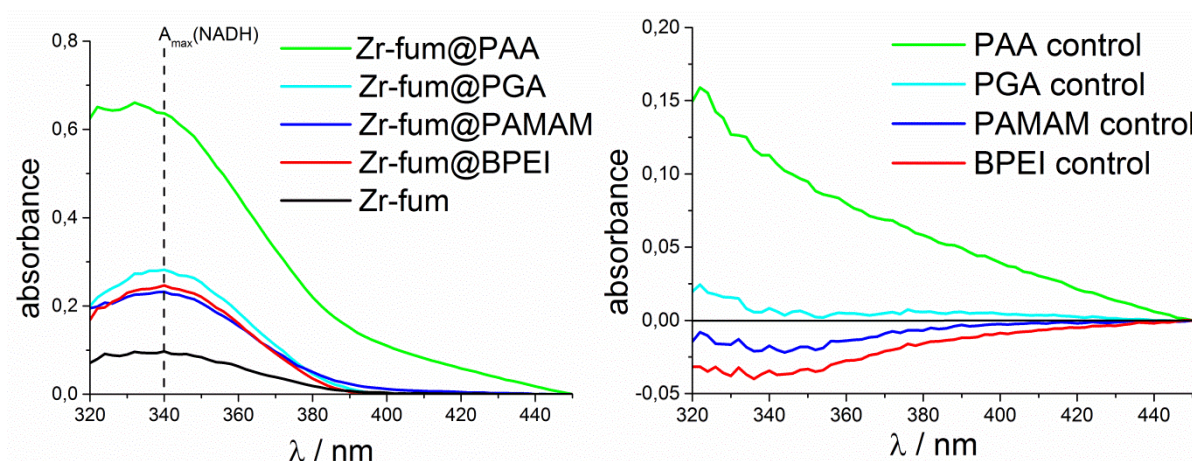 A_max(NADH)
Zr-fum@PAA
Zr-fum@PGA
Zr-fum@PAMAM
Zr-fum@BPEI
Zr-fum
0,8
0,6
0,4
0,2
0,0
320 340 360 380 400 420 440
absorbance
λ / nm
PAA control
PGA control
PAMAM control
BPEI control
0,20
0,15
0,10
0,05
0,00
-0,05
320 340 360 380 400 420 440
absorbance
λ / nm